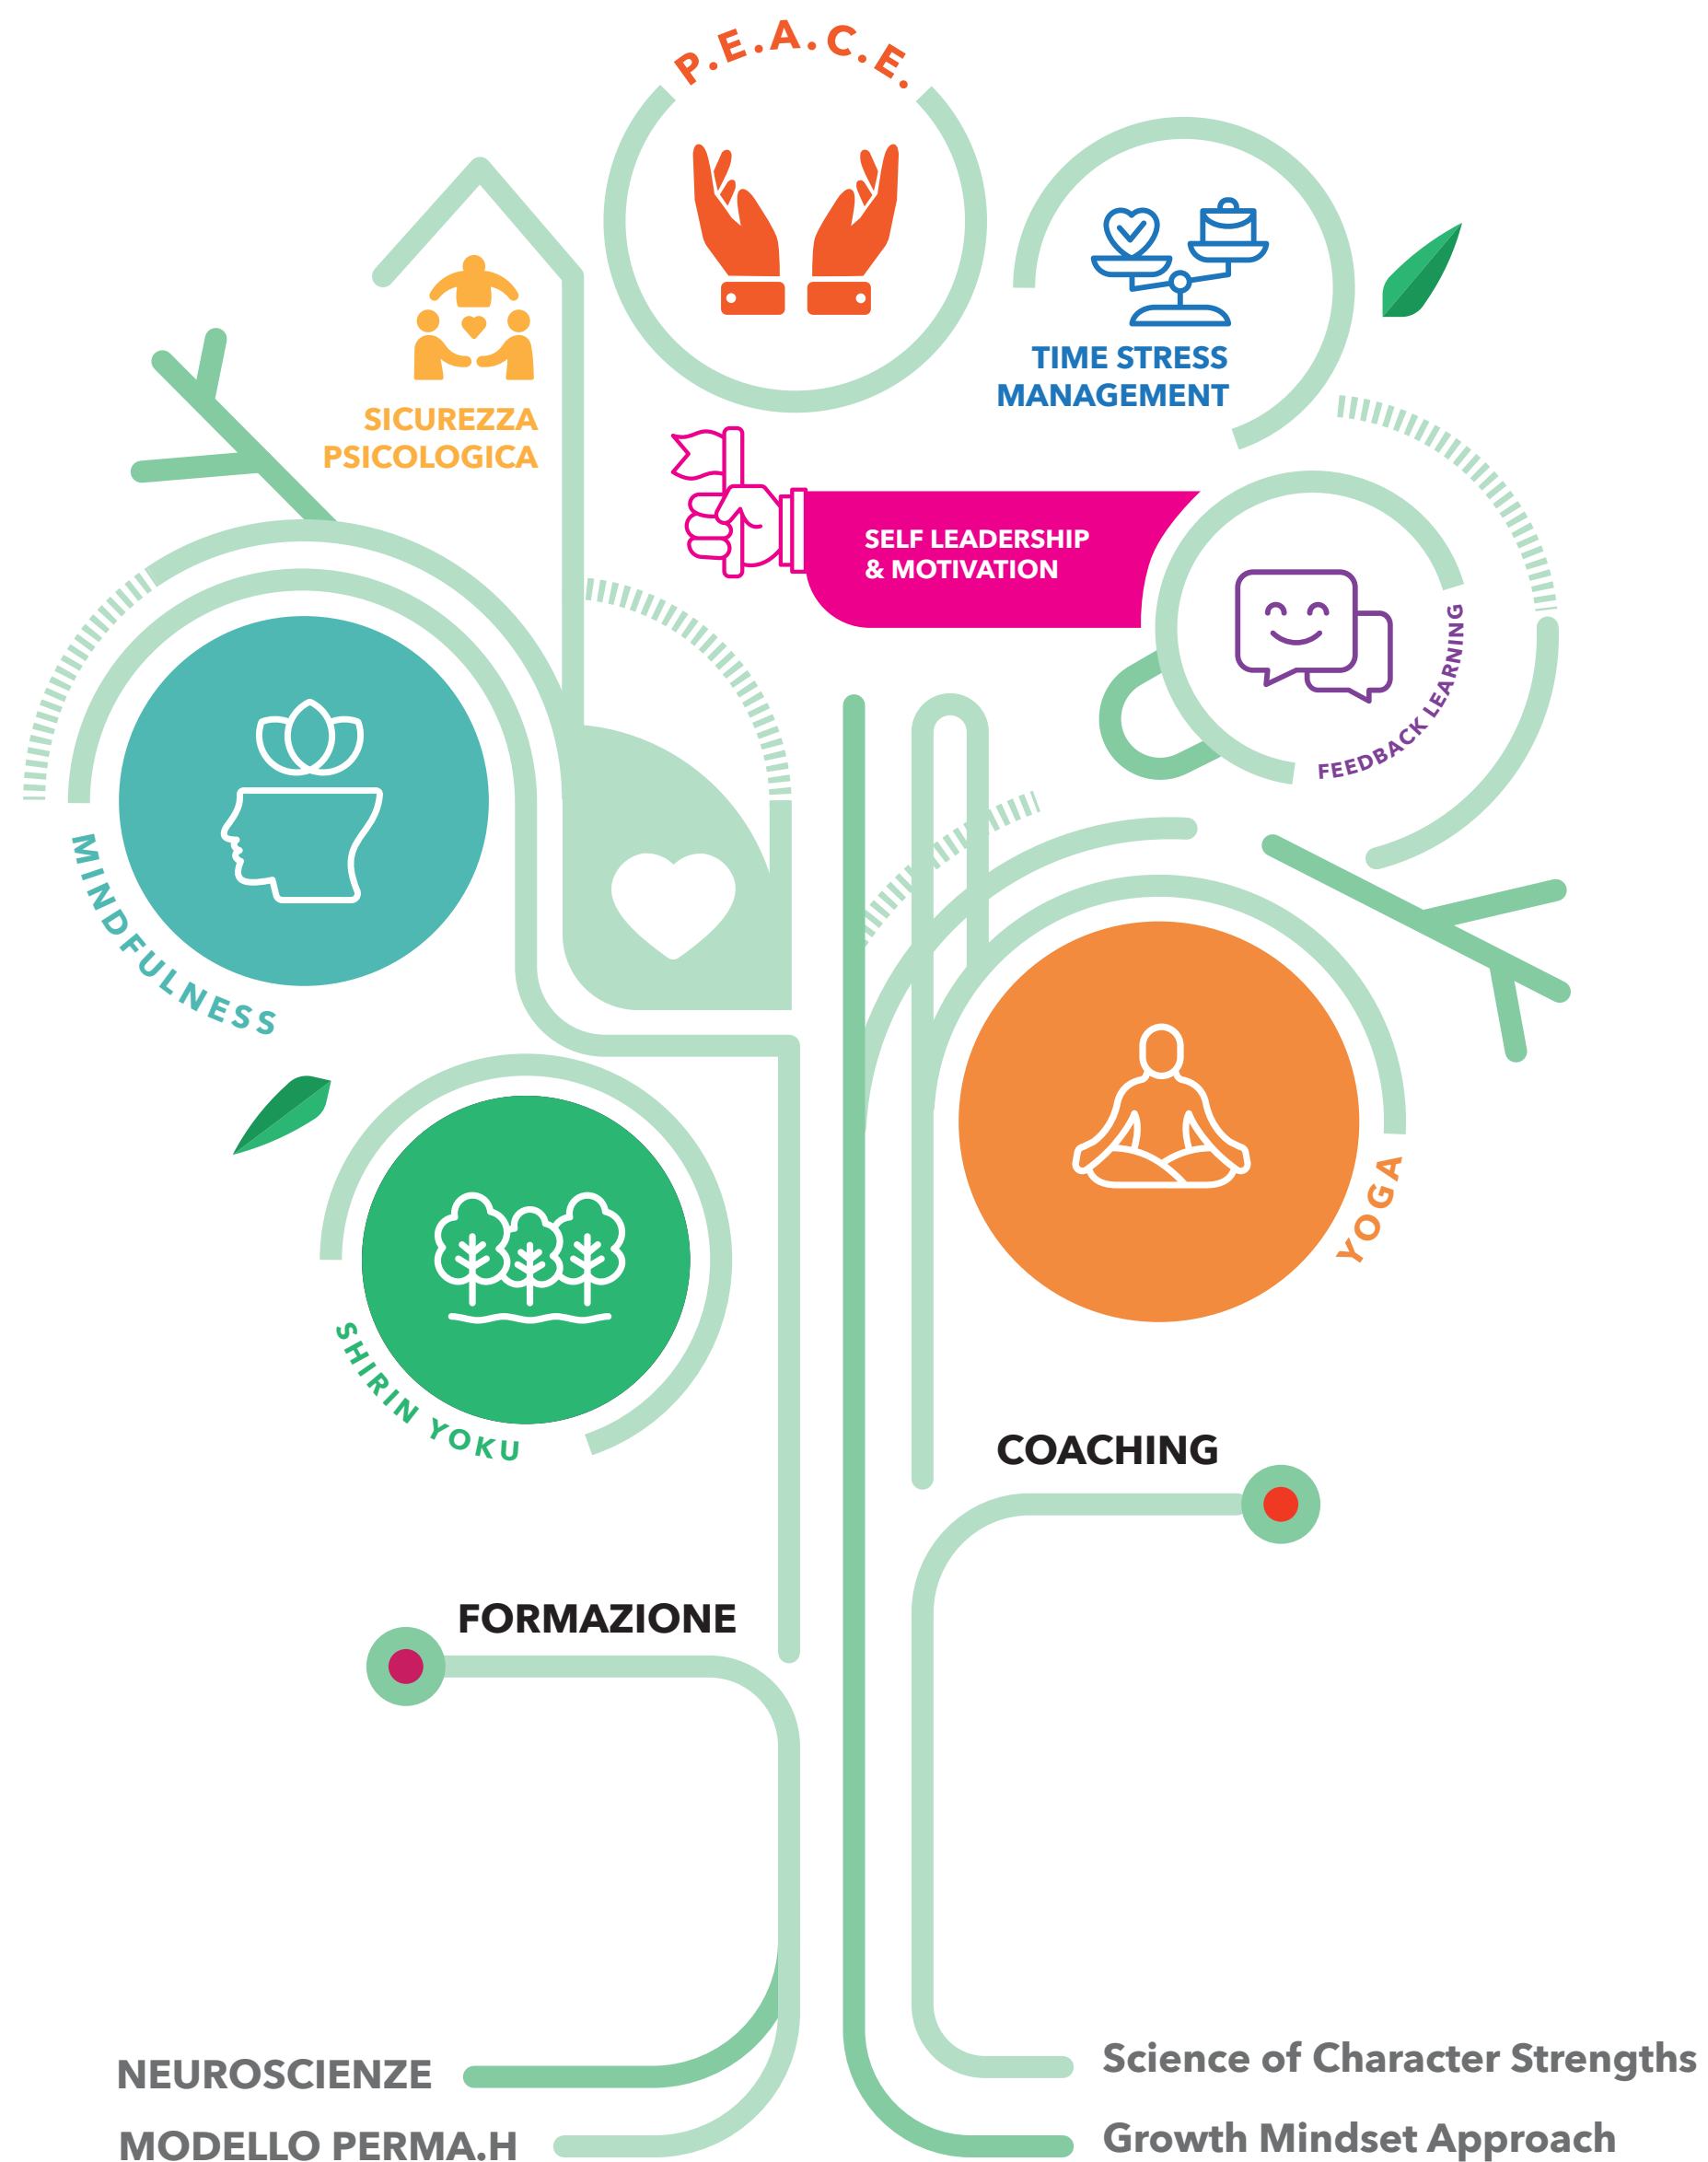 P.E.A.C.E.
TIME STRESS
MANAGEMENT
SICUREZZA
PSICOLOGICA
SELF LEADERSHIP
& MOTIVATION
FEEDBACK LEARNING
MINDFULNESS
YOGA
SHIRIN YOKU
COACHING
FORMAZIONE
NEUROSCIENZE
MODELLO PERMA.H
Science of Character Strengths
Growth Mindset Approach